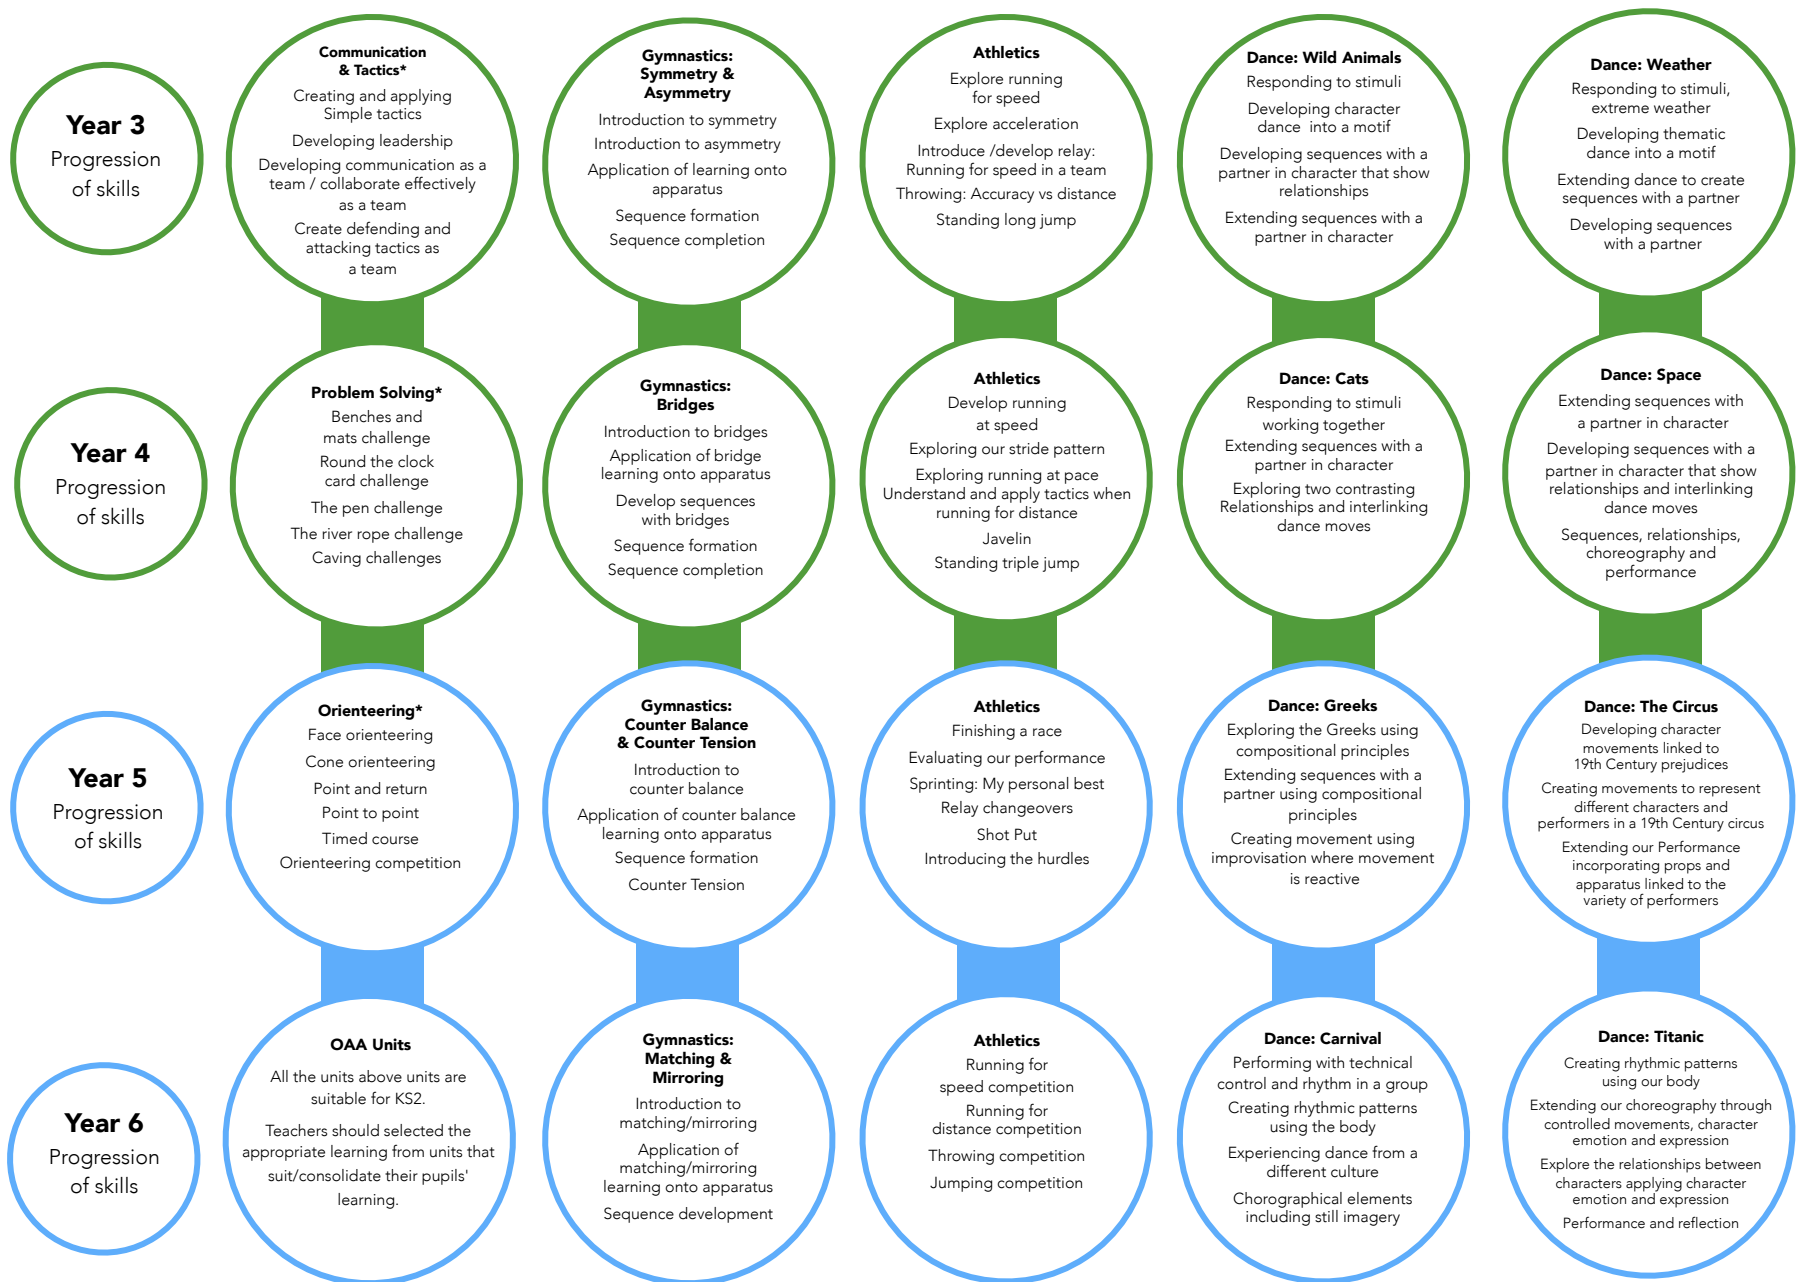 Year 3
Progression
of skills
Communication
& Tactics*
Creating and applying
Simple tactics
Developing leadership
Developing communication as a
team / collaborate effectively
as a team
Create defending and
attacking tactics as
a team
Gymnastics:
Symmetry &
Asymmetry
Introduction to symmetry
Introduction to asymmetry
Application of learning onto
apparatus
Sequence formation
Sequence completion
Athletics
Explore running
for speed
Explore acceleration
Introduce /develop relay:
Running for speed in a team
Throwing: Accuracy vs distance
Standing long jump
Dance: Wild Animals
Responding to stimuli
Developing character
dance into a motif
Developing sequences with a
partner in character that show
relationships
Extending sequences with a
partner in character
Dance: Weather
Responding to stimuli,
extreme weather
Developing thematic
dance into a motif
Extending dance to create
sequences with a partner
Developing sequences
with a partner
Year 4
Progression
of skills
Problem Solving*
Benches and
mats challenge
Round the clock
card challenge
The pen challenge
The river rope challenge
Caving challenges
Gymnastics:
Bridges
Introduction to bridges
Application of bridge
learning onto apparatus
Develop sequences
with bridges
Sequence formation
Sequence completion
Athletics
Develop running
at speed
Exploring our stride pattern
Exploring running at pace
Understand and apply tactics when
running for distance
Javelin
Standing triple jump
Dance: Cats
Responding to stimuli
working together
Extending sequences with a
partner in character
Exploring two contrasting
Relationships and interlinking
dance moves
Dance: Space
Extending sequences with
a partner in character
Developing sequences with a
partner in character that show
relationships and interlinking
dance moves
Sequences, relationships,
choreography and
performance
Year 5
Progression
of skills
Orienteering*
Face orienteering
Cone orienteering
Point and return
Point to point
Timed course
Orienteering competition
Gymnastics:
Counter Balance
& Counter Tension
Introduction to
counter balance
Application of counter balance
learning onto apparatus
Sequence formation
Counter Tension
Athletics
Finishing a race
Evaluating our performance
Sprinting: My personal best
Relay changeovers
Shot Put
Introducing the hurdles
Dance: Greeks
Exploring the Greeks using
compositional principles
Extending sequences with a
partner using compositional
principles
Creating movement using
improvisation where movement
is reactive
Dance: The Circus
Developing character
movements linked to
19th Century prejudices
Creating movements to represent
different characters and
performers in a 19th Century circus
Extending our Performance
incorporating props and
apparatus linked to the
variety of performers
Year 6
Progression
of skills
OAA Units
All the units above units are
suitable for KS2.
Teachers should selected the
appropriate learning from units that
suit/consolidate their pupils'
learning.
Gymnastics:
Matching &
Mirroring
Introduction to
matching/mirroring
Application of
matching/mirroring
learning onto apparatus
Sequence development
Athletics
Running for
speed competition
Running for
distance competition
Throwing competition
Jumping competition
Dance: Carnival
Performing with technical
control and rhythm in a group
Creating rhythmic patterns
using the body
Experiencing dance from a
different culture
Chorographical elements
including still imagery
Dance: Titanic
Creating rhythmic patterns
using our body
Extending our choreography through
controlled movements, character
emotion and expression
Explore the relationships between
characters applying character
emotion and expression
Performance and reflection